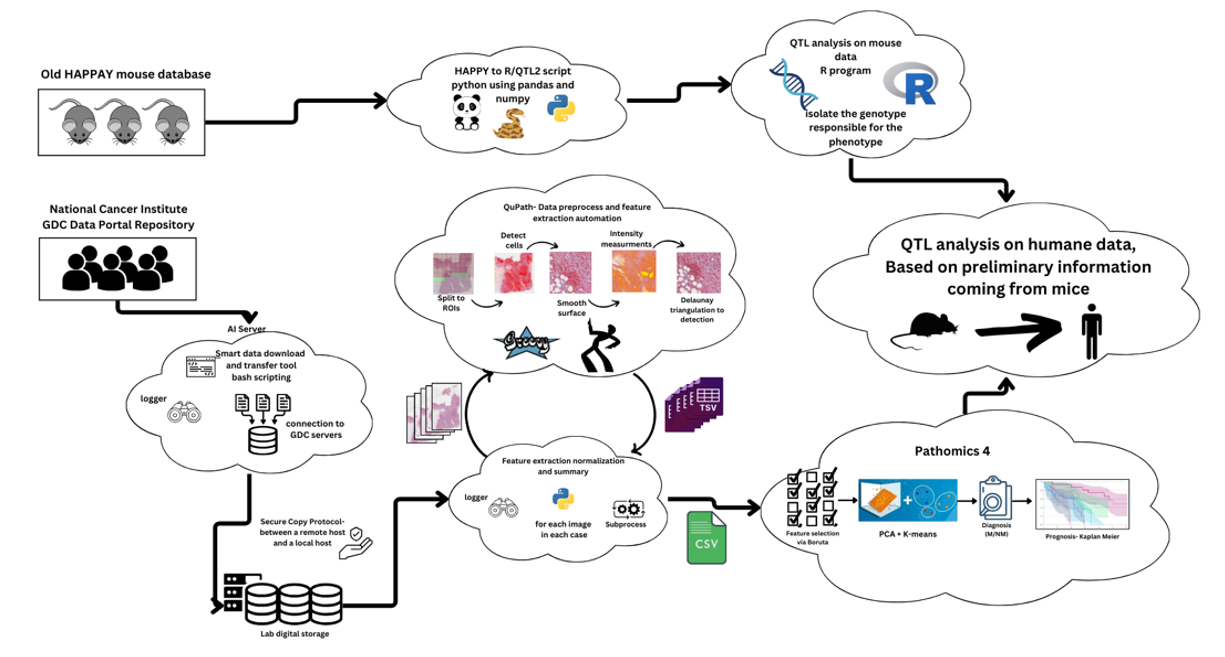 Old HAPPAY mouse database
HAPPY to R/QTL2 script
python using pandas and
numpy
QTL analysis on mouse
data
R program
R
isolate the genotype
responsible for the
phenotype
National Cancer Institute
GDC Data Portal Repository
QuPath- Data preprocess and feature
extraction automation
Detect
cells
Intensity
measurments
Split to
ROIs
Smooth
surface
Delaunay
triangulation to
detection
Groovy
QTL analysis on humane data,
Based on preliminary information
coming from mice
AI Server
Smart data download
and transfer tool
bash scripting
logger
connection to
GDC servers
TSV
Feature extraction normalization
and summary
logger
for each image
in each case
Subprocess
CSV
Pathomics 4
Feature selection
via Boruta
PCA + K-means
Diagnosis
(M/NM)
Prognosis- Kaplan Meier
Secure Copy Protocol-
between a remote host
and a local host
Lab digital storage